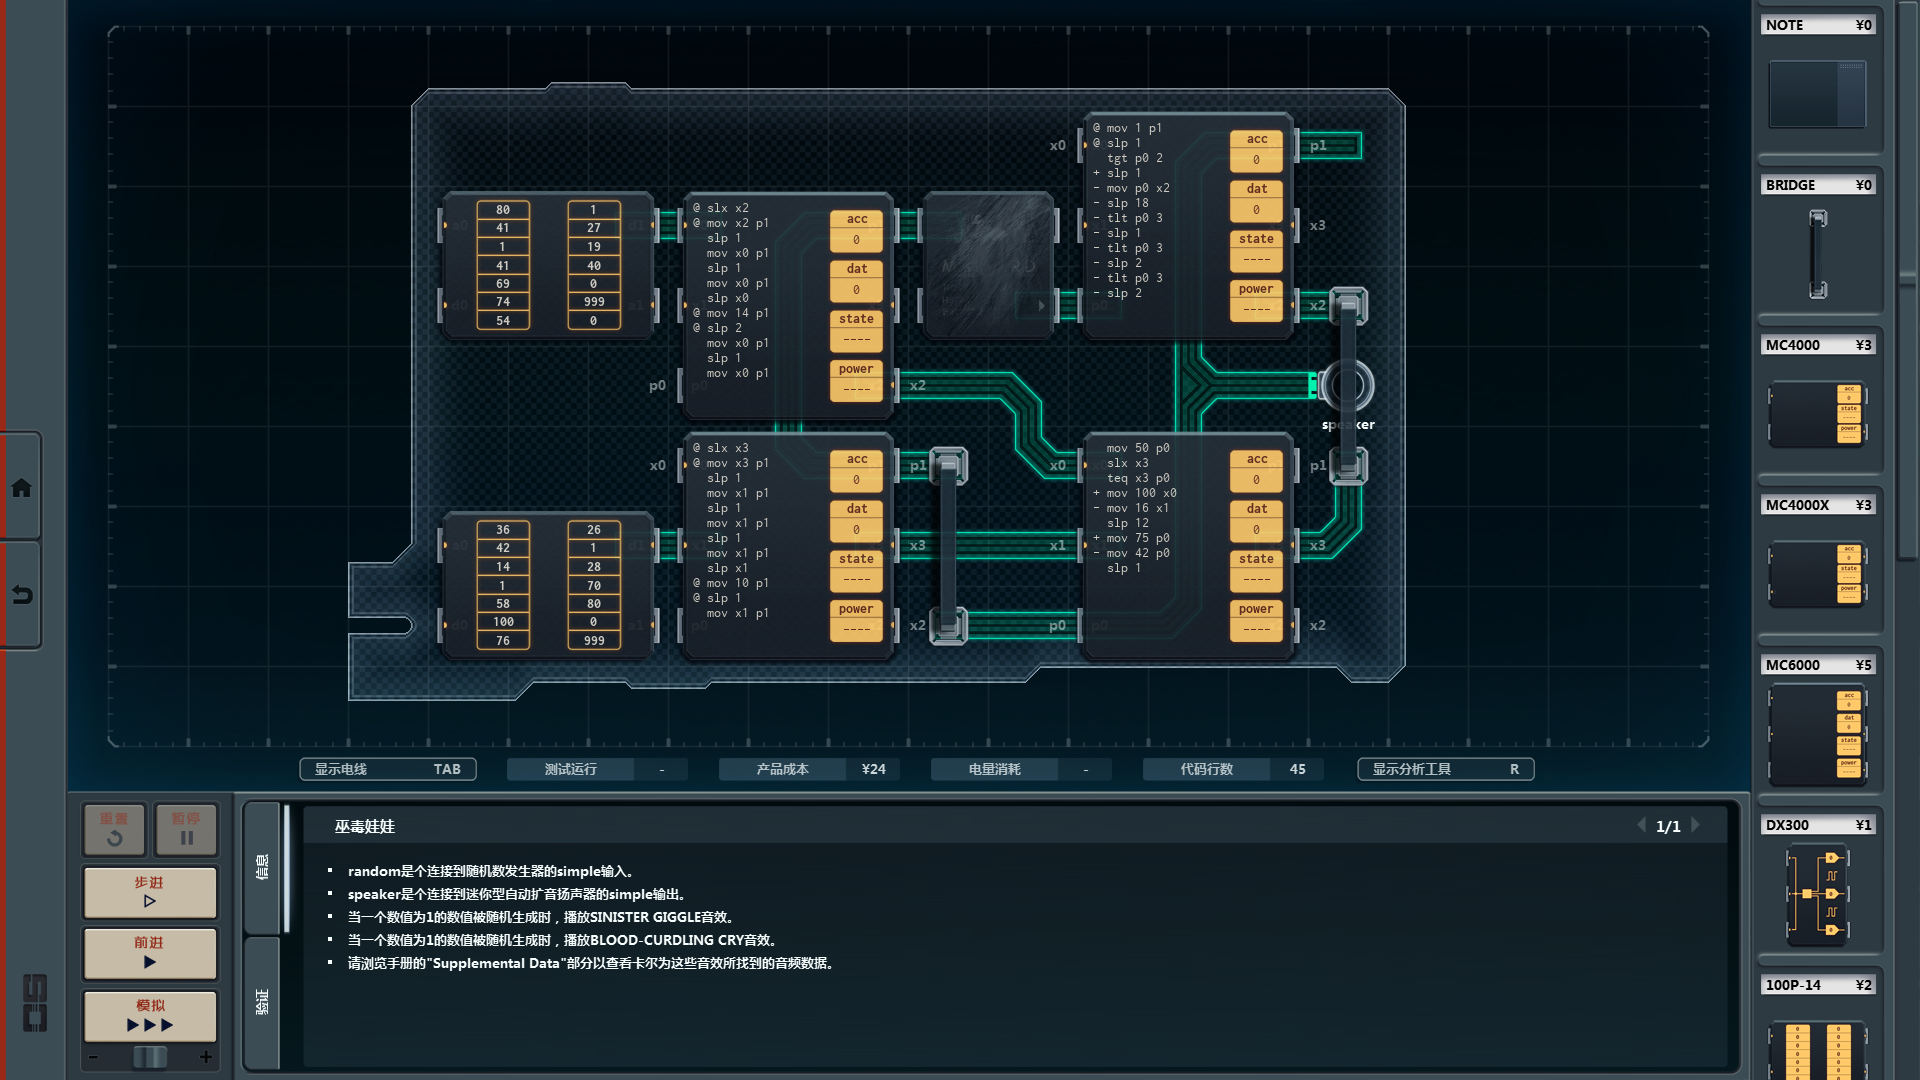 NOTE ¥0
BRIDGE ¥0
MC4000 ¥3
acc
0
state
----
power
----
MC4000X ¥3
acc
0
state
----
power
----
MC6000 ¥5
acc
0
dat
0
state
----
power
----
DX300 ¥1
100P-14 ¥2
80 1
41 27
1 19
41 40
69 0
74 999
54 0
@ slx x2
@ mov x2 p1
slp 1
mov x0 p1
slp 1
mov x0 p1
slp x0
@ mov 14 p1
@ slp 2
mov x0 p1
slp 1
mov x0 p1
acc
0
dat
0
state
----
power
----
p0
x2
x0
@ mov 1 p1
@ slp 1
tgt p0 2
+ slp 1
- mov p0 x2
- slp 18
- tlt p0 3
- slp 1
- tlt p0 3
- slp 2
- tlt p0 3
- slp 2
acc
0
dat
0
state
----
power
----
p1
x3
x2
speaker
36 26
42 1
14 28
1 70
58 80
100 0
76 999
x0
@ slx x3
@ mov x3 p1
slp 1
mov x1 p1
slp 1
mov x1 p1
slp 1
mov x1 p1
slp x1
@ mov 10 p1
@ slp 1
mov x1 p1
acc
0
dat
0
state
----
power
----
p1
x3
x2
x0
x1
p0
mov 50 p0
slx x3
teq x3 p0
+ mov 100 x0
- mov 16 x1
slp 12
+ mov 75 p0
- mov 42 p0
slp 1
acc
0
dat
0
state
----
power
----
p1
x3
x2
显示电线 TAB
测试运行 -
产品成本 ¥24
电量消耗 -
代码行数 45
显示分析工具 R
重置
暂停
步进
前进
模拟
- +
信息
验证
巫毒娃娃
1/1
▪ random是个连接到随机数发生器的simple输入。
▪ speaker是个连接到迷你型自动扩音扬声器的simple输出。
▪ 当一个数值为1的数值被随机生成时，播放SINISTER GIGGLE音效。
▪ 当一个数值为1的数值被随机生成时，播放BLOOD-CURDLING CRY音效。
▪ 请浏览手册的"Supplemental Data"部分以查看卡尔为这些音效所找到的音频数据。